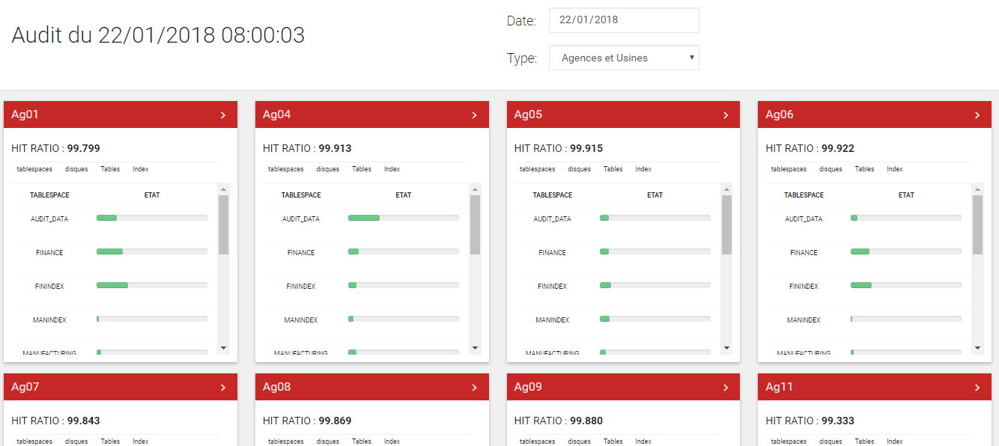 Audit du 22/01/2018 08:00:03
Date: 22/01/2018
Type: Agences et Usines
Ag01 Ag04 Ag05 Ag06
HIT RATIO : 99.799 HIT RATIO : 99.913 HIT RATIO : 99.915 HIT RATIO : 99.922
tablespaces disques Tables Index tablespaces disques Tables Index tablespaces disques Tables Index tablespaces disques Tables Index
TABLESPACE ETAT TABLESPACE ETAT TABLESPACE ETAT TABLESPACE ETAT
AUDIT_DATA AUDIT_DATA AUDIT_DATA AUDIT_DATA
FINANCE FINANCE FINANCE FINANCE
FININDEX FININDEX FININDEX FININDEX
MANINDEX MANINDEX MANINDEX MANINDEX
MANUFACTURING MANUFACTURING MANUFACTURING MANUFACTURING
Ag07 Ag08 Ag09 Ag11
HIT RATIO : 99.843 HIT RATIO : 99.869 HIT RATIO : 99.880 HIT RATIO : 99.333
tablespaces disques Tables Index tablespaces disques Tables Index tablespaces disques Tables Index tablespaces disques Tables Index